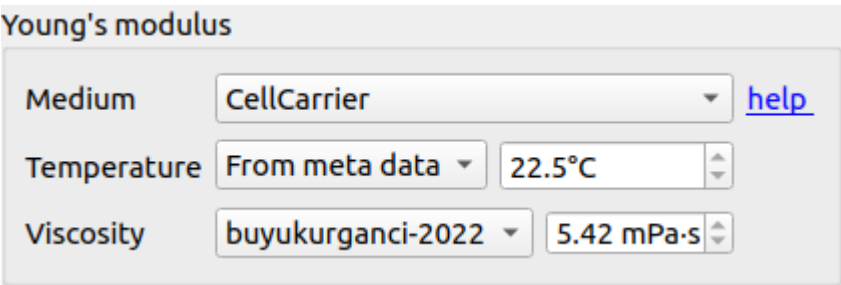 Young's modulus
Medium CellCarrier help
Temperature From meta data 22.5°C
Viscosity buyukurganci-2022 5.42 mPa·s